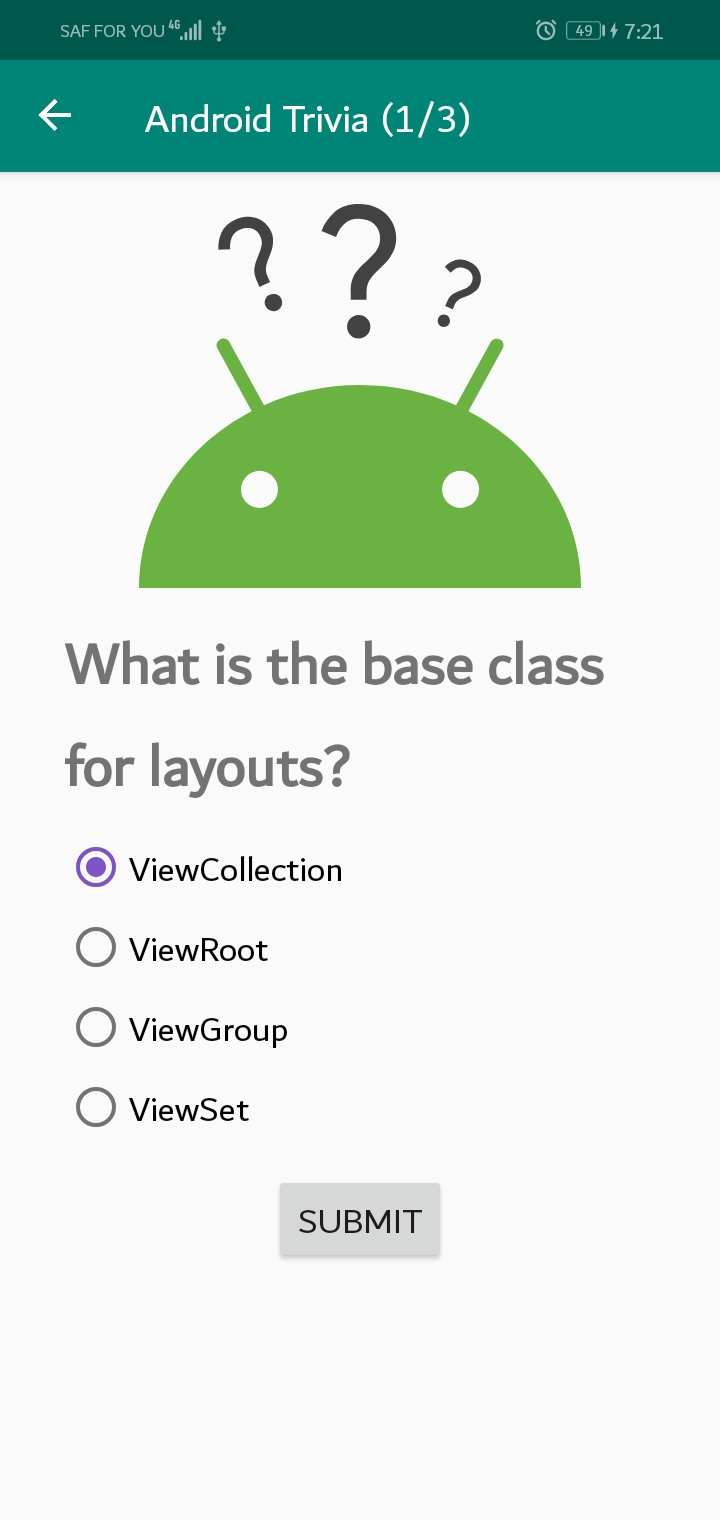 SAF FOR YOU 4G 49 7:21
Android Trivia (1/3)
? ? ?
What is the base class
for layouts?
ViewCollection
ViewRoot
ViewGroup
ViewSet
SUBMIT